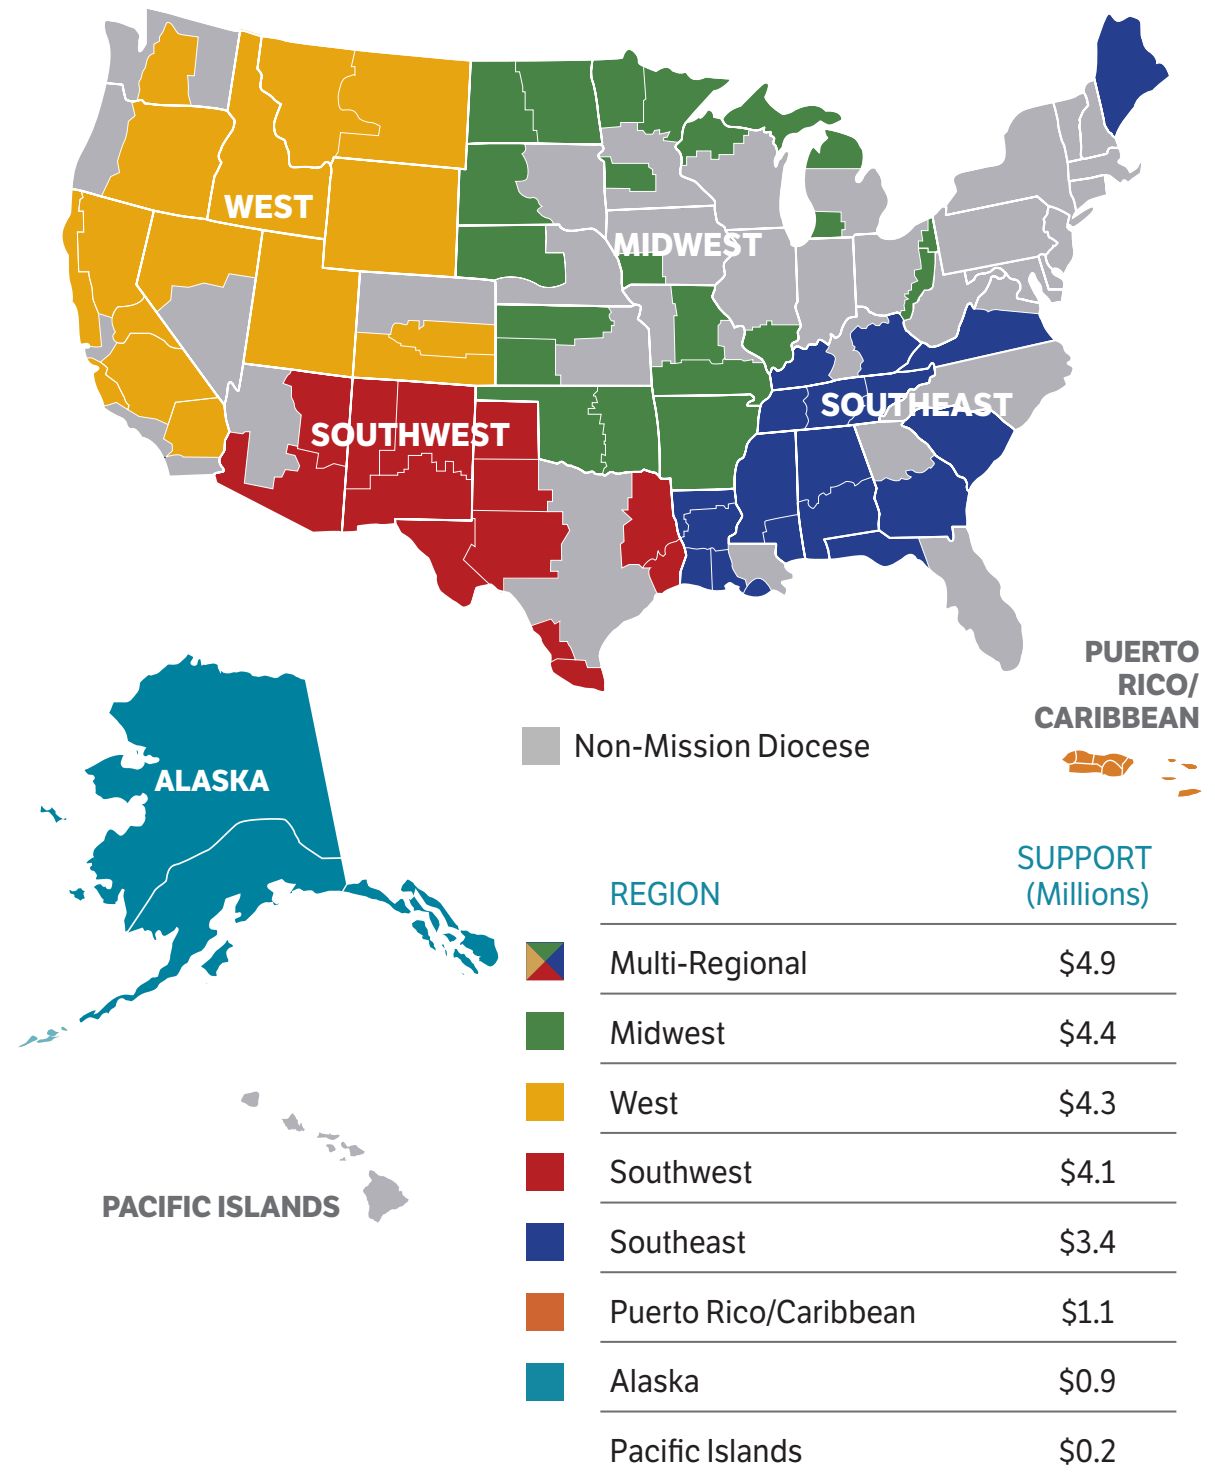 WEST
MIDWEST
SOUTHEAST
SOUTHWEST
PUERTO
RICO/
CARIBBEAN
Non-Mission Diocese
ALASKA
PACIFIC ISLANDS
REGION SUPPORT
(Millions)
Multi-Regional $4.9
Midwest $4.4
West $4.3
Southwest $4.1
Southeast $3.4
Puerto Rico/Caribbean $1.1
Alaska $0.9
Pacific Islands $0.2